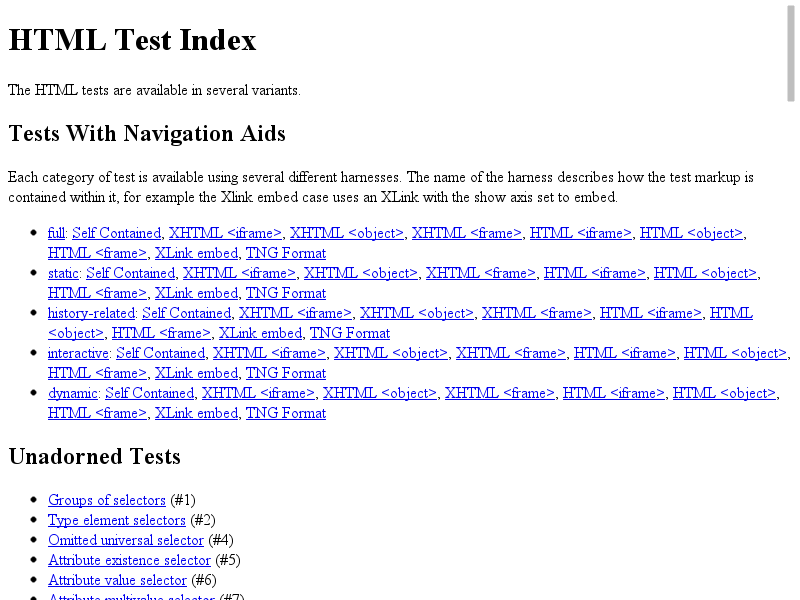 HTML Test Index
The HTML tests are available in several variants.
Tests With Navigation Aids
Each category of test is available using several different harnesses. The name of the harness describes how the test markup is
contained within it, for example the Xlink embed case uses an XLink with the show axis set to embed.
full: Self Contained, XHTML <iframe>, XHTML <object>, XHTML <frame>, HTML <iframe>, HTML <object>,
HTML <frame>, XLink embed, TNG Format
static: Self Contained, XHTML <iframe>, XHTML <object>, XHTML <frame>, HTML <iframe>, HTML <object>,
HTML <frame>, XLink embed, TNG Format
history-related: Self Contained, XHTML <iframe>, XHTML <object>, XHTML <frame>, HTML <iframe>, HTML
<object>, HTML <frame>, XLink embed, TNG Format
interactive: Self Contained, XHTML <iframe>, XHTML <object>, XHTML <frame>, HTML <iframe>, HTML <object>,
HTML <frame>, XLink embed, TNG Format
dynamic: Self Contained, XHTML <iframe>, XHTML <object>, XHTML <frame>, HTML <iframe>, HTML <object>,
HTML <frame>, XLink embed, TNG Format
Unadorned Tests
Groups of selectors (#1)
Type element selectors (#2)
Omitted universal selector (#4)
Attribute existence selector (#5)
Attribute value selector (#6)
Attribute multivalue selector (#7)